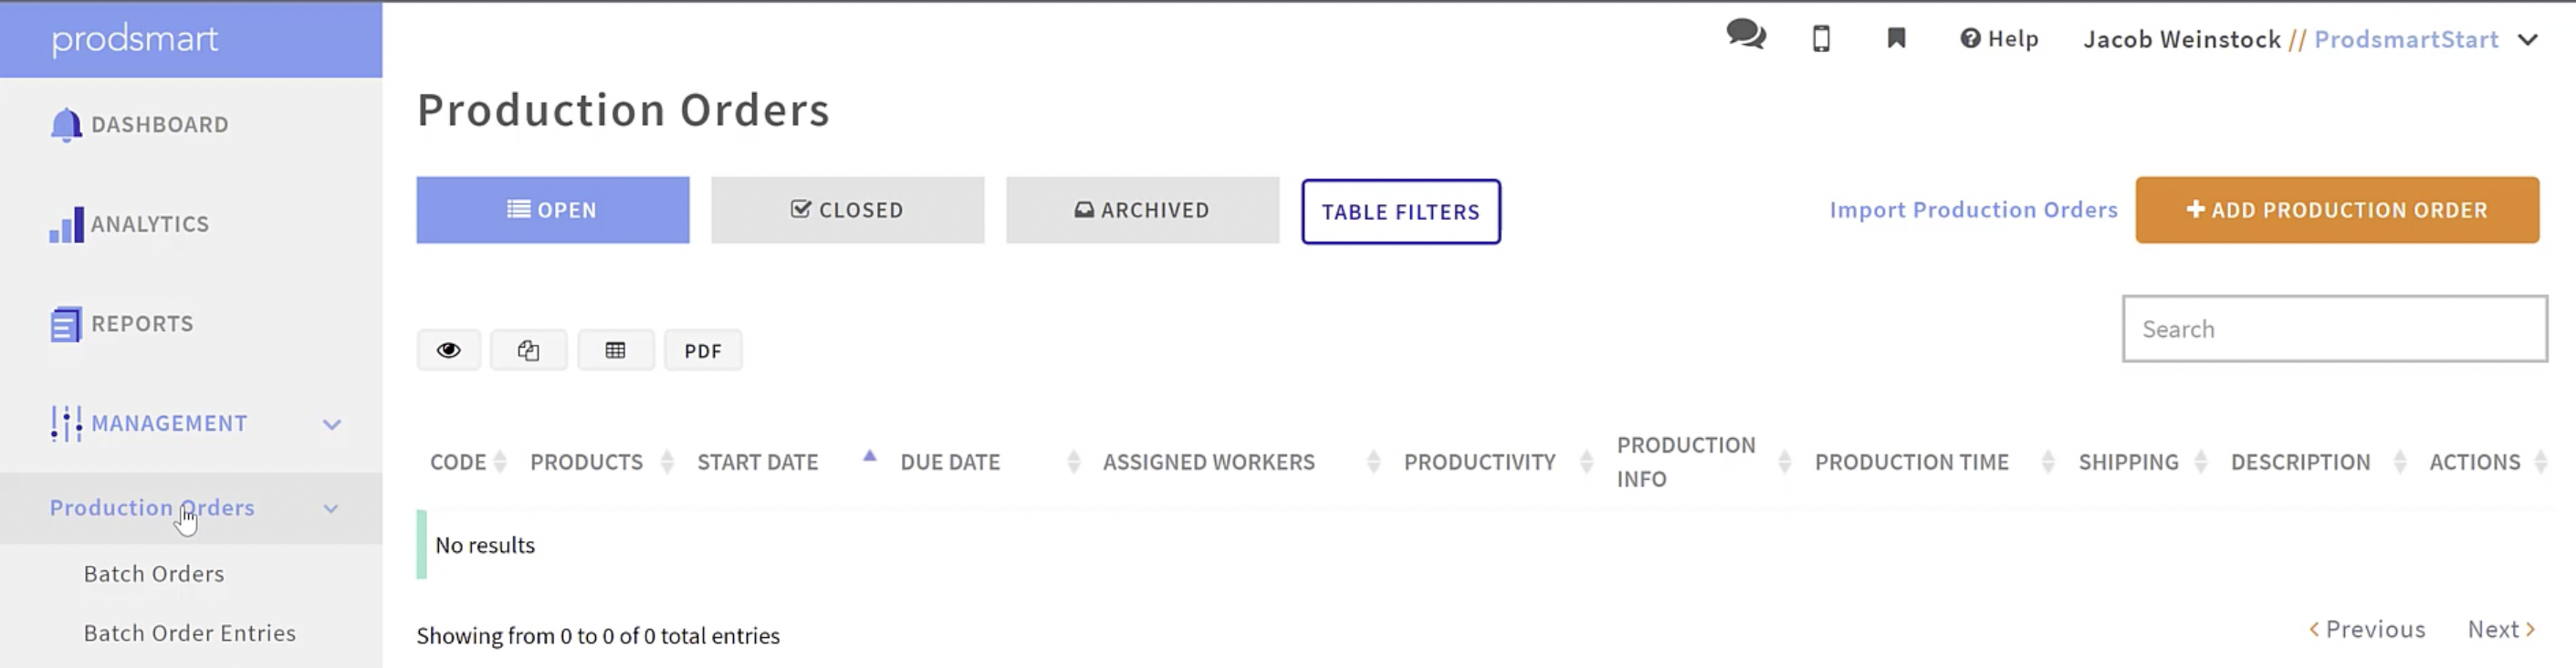 prodsmart
Help
Jacob Weinstock // ProdsmartStart
DASHBOARD
ANALYTICS
REPORTS
MANAGEMENT
Production Orders
Batch Orders
Batch Order Entries
Production Orders
OPEN
CLOSED
ARCHIVED
TABLE FILTERS
Import Production Orders
+ ADD PRODUCTION ORDER
PDF
Search
CODE
PRODUCTS
START DATE
DUE DATE
ASSIGNED WORKERS
PRODUCTIVITY
PRODUCTION
INFO
PRODUCTION TIME
SHIPPING
DESCRIPTION
ACTIONS
No results
Showing from 0 to 0 of 0 total entries
Previous
Next